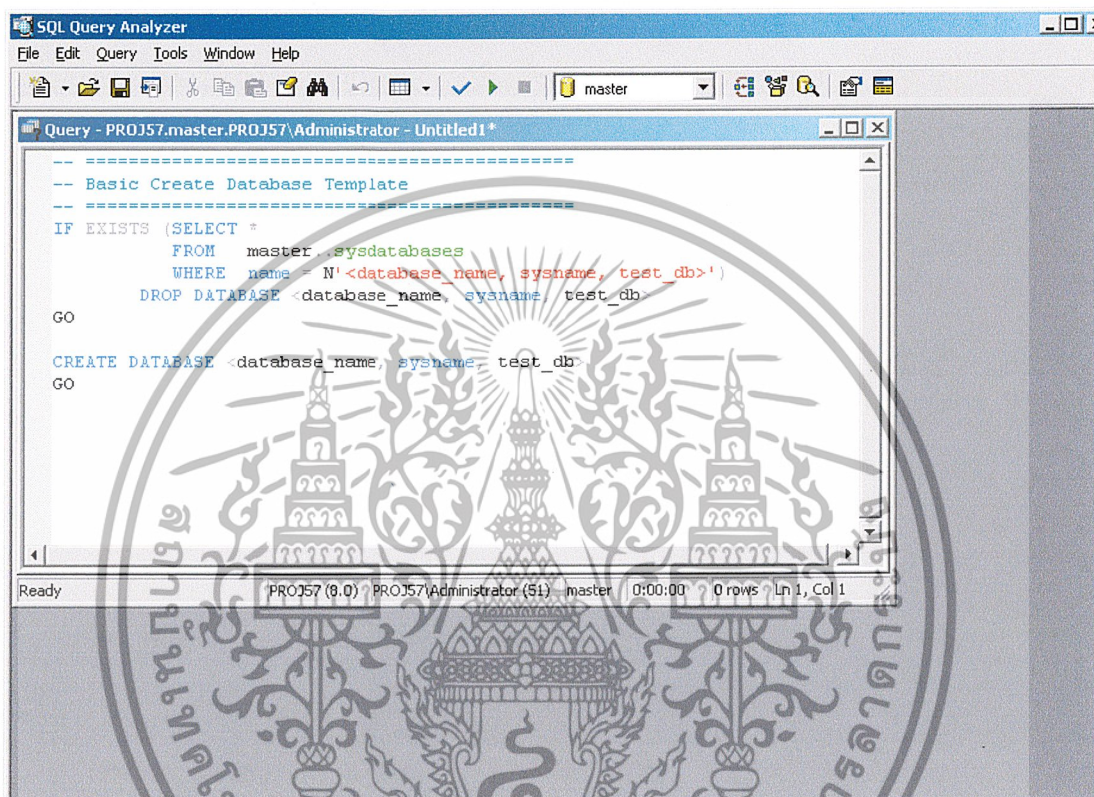 SQL Query Analyzer
File Edit Query Tools Window Help
master
Query - PROJ57.master.PROJ57\Administrator - Untitled1*
-- =============================================
-- Basic Create Database Template
-- =============================================
IF EXISTS (SELECT *
FROM master..sysdatabases
WHERE name = N'<database_name, sysname, test_db>')
DROP DATABASE <database_name, sysname, test_db>
GO
CREATE DATABASE <database_name, sysname, test_db>
GO
Ready PROJ57 (8.0) PROJ57\Administrator (51) master 0:00:00 0 rows Ln 1, Col 1